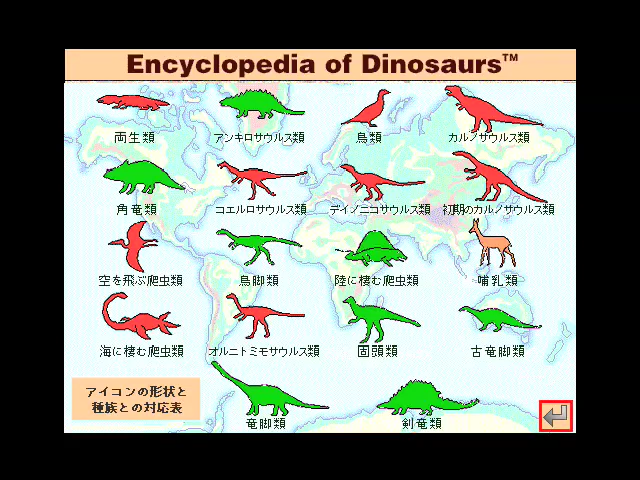 Encyclopedia of Dinosaurs™
両生類 アンキロサウルス類 鳥類 カルノサウルス類
角竜類 コエルロサウルス類 デイノニコサウルス類 初期のカルノサウルス類
空を飛ぶ爬虫類 鳥脚類 陸に棲む爬虫類 哺乳類
海に棲む爬虫類 オルニトミモサウルス類 固頭類 古竜脚類
アイコンの形状と
種族との対応表
竜脚類 剣竜類